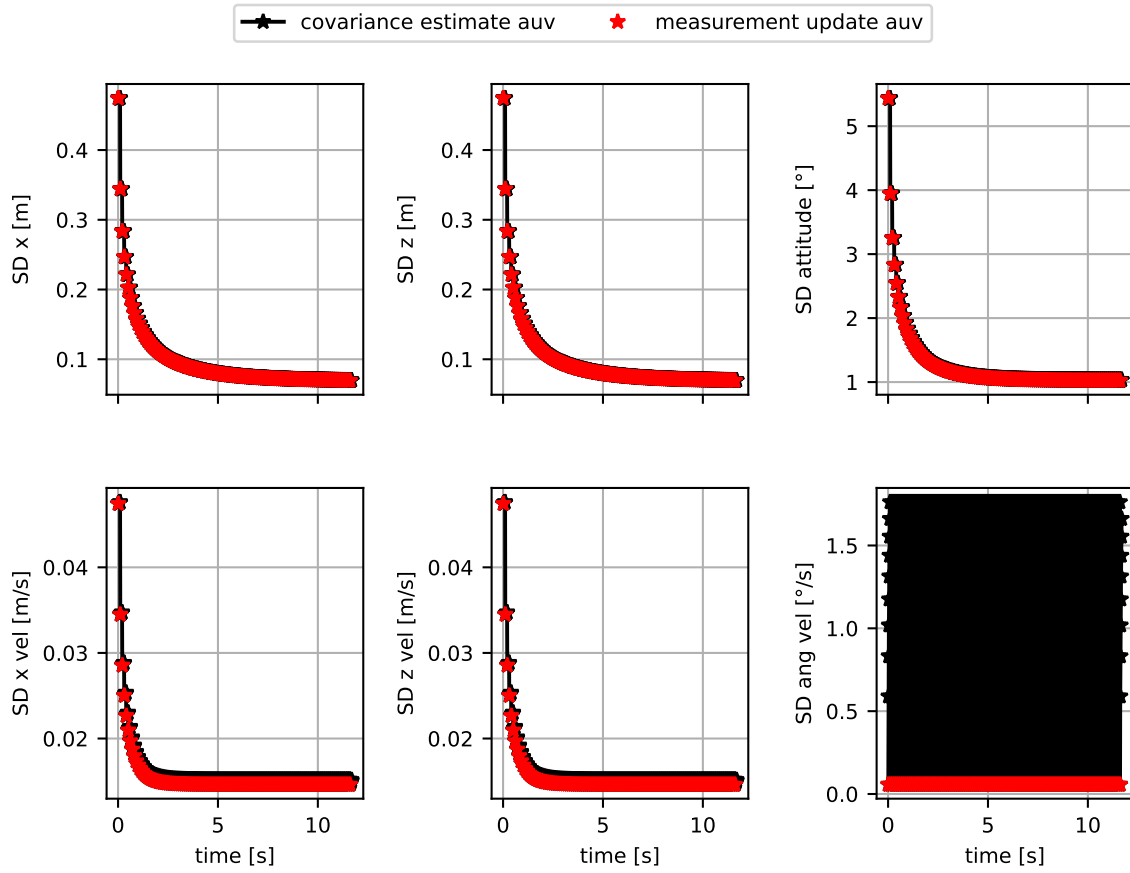 covariance estimate auv measurement update auv
SD x [m]
0.4
0.3
0.2
0.1
SD z [m]
0.4
0.3
0.2
0.1
SD attitude [°]
5
4
3
2
1
SD x vel [m/s]
0.04
0.03
0.02
0 5 10
time [s]
SD z vel [m/s]
0.04
0.03
0.02
0 5 10
time [s]
SD ang vel [°/s]
1.5
1.0
0.5
0.0
0 5 10
time [s]